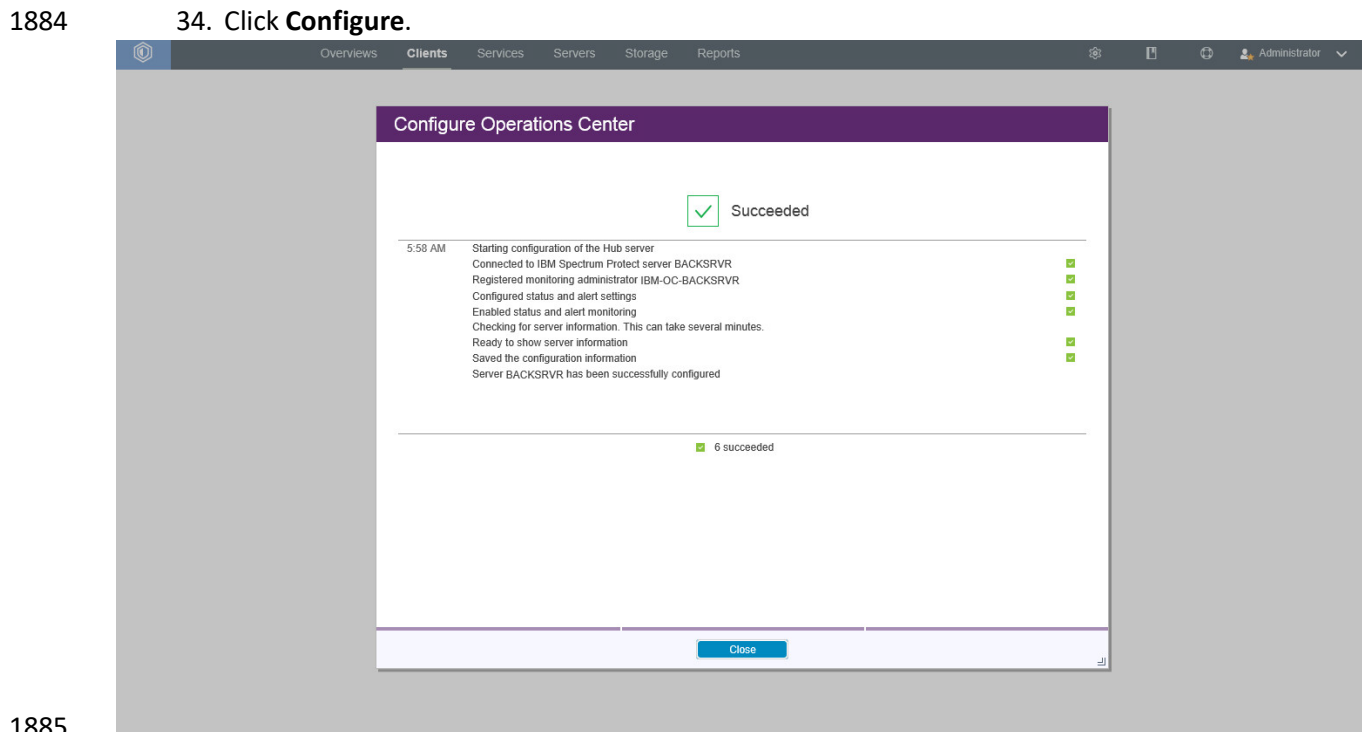 1884 34. Click Configure.
Overviews Clients Services Servers Storage Reports Administrator
Configure Operations Center
Succeeded
5:58 AM Starting configuration of the Hub server
Connected to IBM Spectrum Protect server BACKSRVR
Registered monitoring administrator IBM-OC-BACKSRVR
Configured status and alert settings
Enabled status and alert monitoring
Checking for server information. This can take several minutes.
Ready to show server information
Saved the configuration information
Server BACKSRVR has been successfully configured
6 succeeded
Close
1885